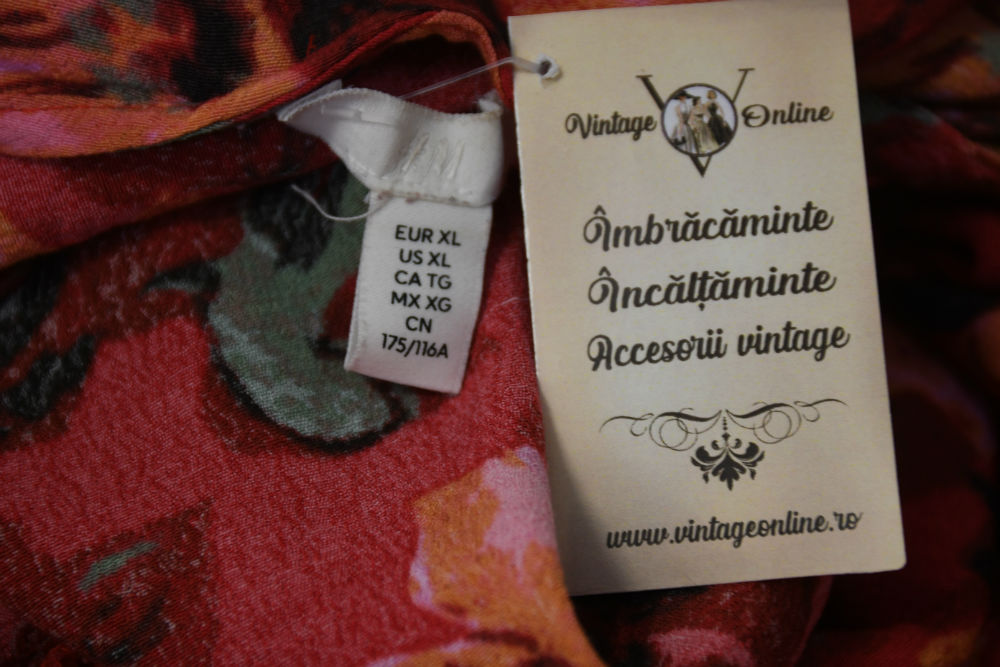 EUR XL
US XL
CA TG
MX XG
CN
175/116A
Vintage Online
Îmbrăcăminte
Încălțăminte
Accesorii vintage
www.vintageonline.ro